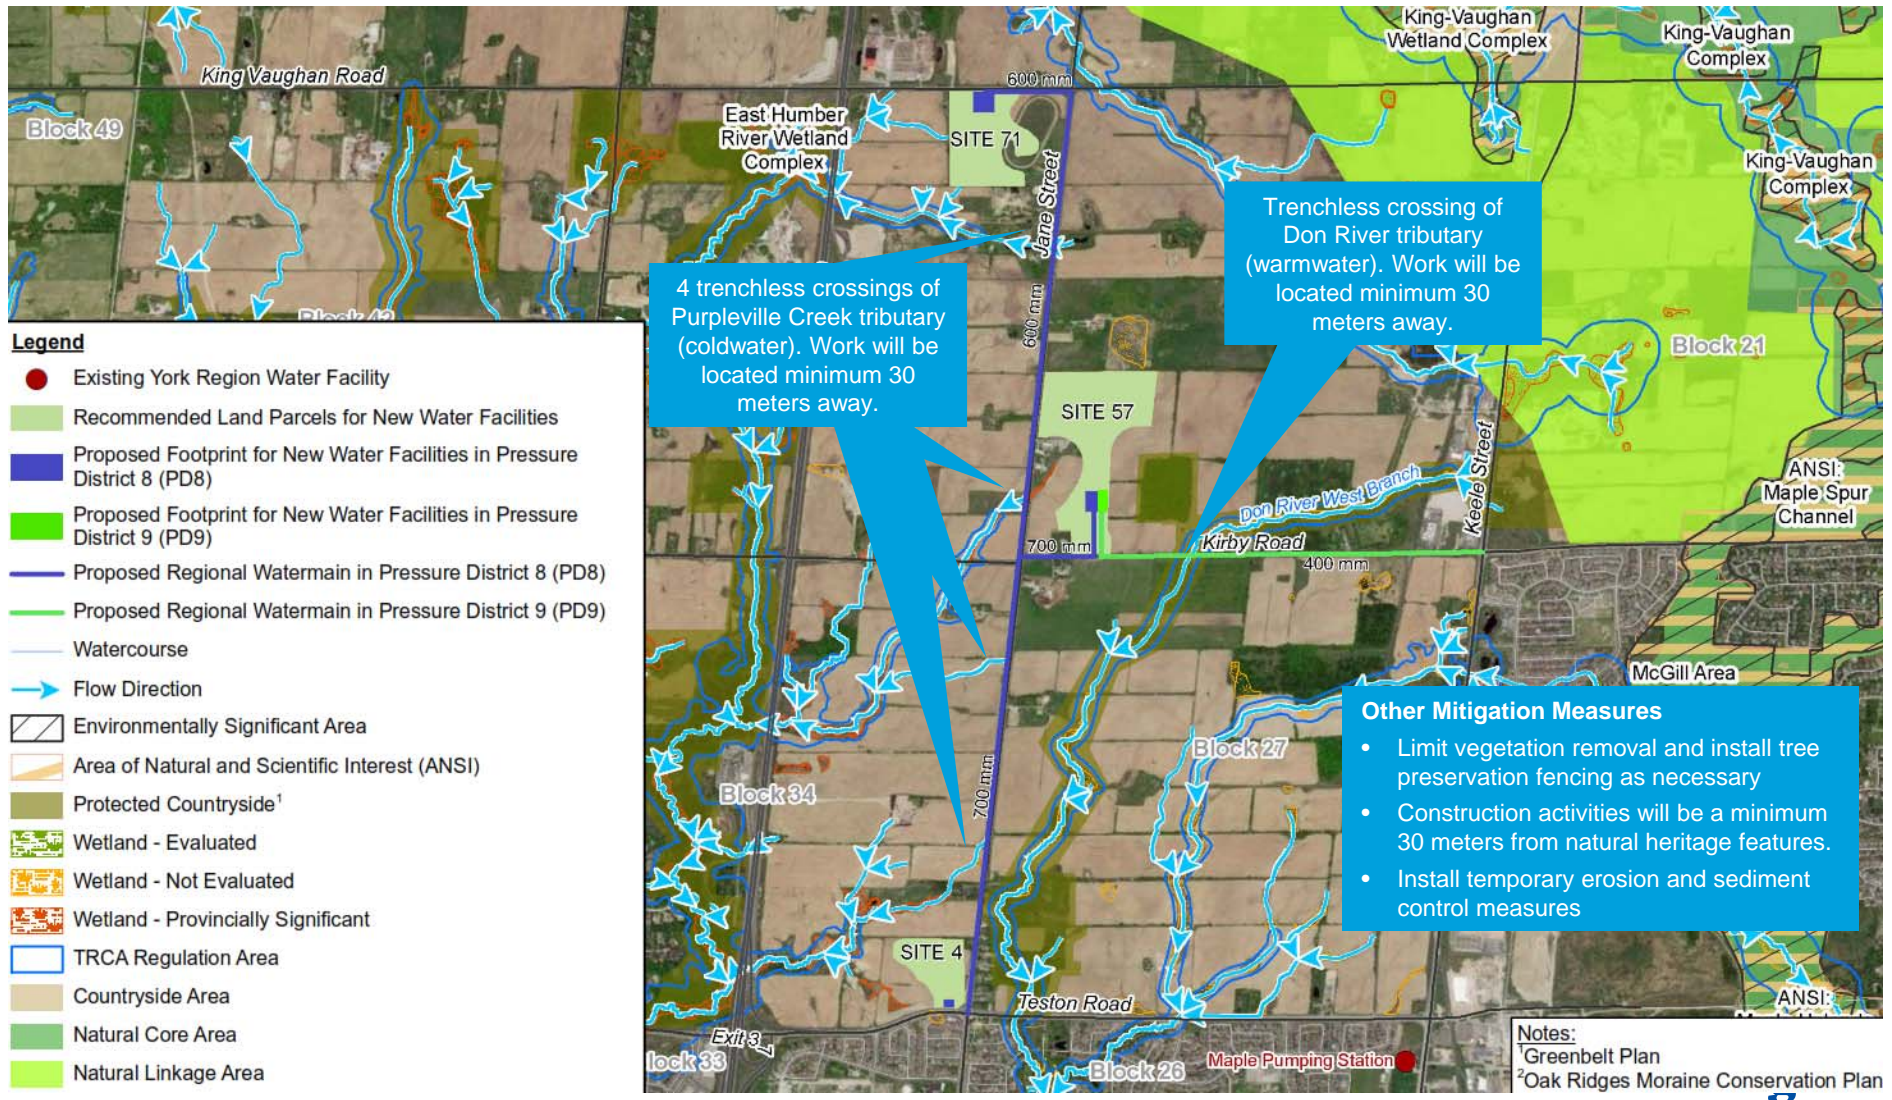 King Vaughan Road
600 mm
King-Vaughan
Wetland Complex
King-Vaughan
Complex
Block 49
East Humber
River Wetland
Complex
SITE 71
Jane Street
King-Vaughan
Complex
Trenchless crossing of
Don River tributary
(warmwater). Work will be
located minimum 30
meters away.
4 trenchless crossings of
Purpleville Creek tributary
(coldwater). Work will be
located minimum 30
meters away.
600 mm
Block 21
SITE 57
Keele Street
ANSI:
Maple Spur
Channel
Don River West Branch
700 mm
Kirby Road
400 mm
McGill Area
Block 27
Block 34
700 mm
Other Mitigation Measures
• Limit vegetation removal and install tree
preservation fencing as necessary
• Construction activities will be a minimum
30 meters from natural heritage features.
• Install temporary erosion and sediment
control measures
SITE 4
Teston Road
ANSI:
Exit 3
lock 33
Block 26
Maple Pumping Station
Legend
Existing York Region Water Facility
Recommended Land Parcels for New Water Facilities
Proposed Footprint for New Water Facilities in Pressure
District 8 (PD8)
Proposed Footprint for New Water Facilities in Pressure
District 9 (PD9)
Proposed Regional Watermain in Pressure District 8 (PD8)
Proposed Regional Watermain in Pressure District 9 (PD9)
Watercourse
Flow Direction
Environmentally Significant Area
Area of Natural and Scientific Interest (ANSI)
Protected Countryside¹
Wetland - Evaluated
Wetland - Not Evaluated
Wetland - Provincially Significant
TRCA Regulation Area
Countryside Area
Natural Core Area
Natural Linkage Area
Notes:
¹Greenbelt Plan
²Oak Ridges Moraine Conservation Plan